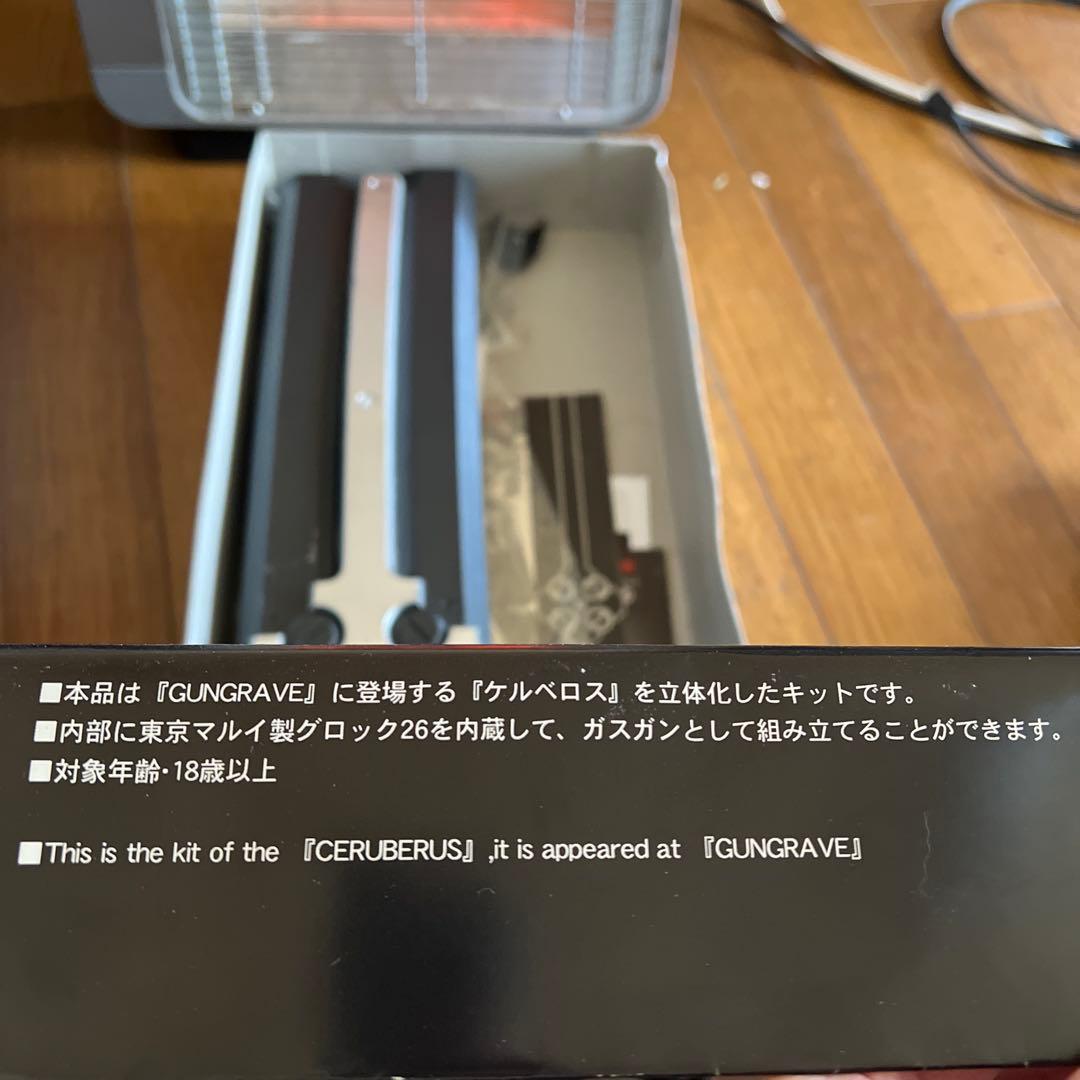 ■本品は『GUNGRAVE』に登場する『ケルベロス』を立体化したキットです。
■内部に東京マルイ製グロック26を内蔵して、ガスガンとして組み立てることができます。
■対象年齢・18歳以上
■This is the kit of the 『CERUBERUS』,it is appeared at 『GUNGRAVE』